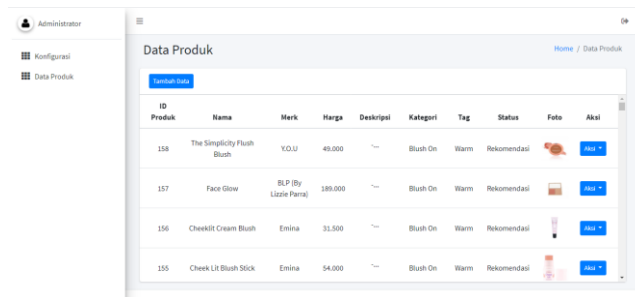 Administrator
Konfigurasi
Data Produk
Data Produk
Home / Data Produk
Tambah Data
ID Produk Nama Merk Harga Deskripsi Kategori Tag Status Foto Aksi
158 The Simplicity Flush Blush Y.O.U 49.000 "— Blush On Warm Rekomendasi Aksi
157 Face Glow BLP (By Lizzie Parra) 189.000 "— Blush On Warm Rekomendasi Aksi
156 Cheeklit Cream Blush Emina 31.500 "— Blush On Warm Rekomendasi Aksi
155 Cheek Lit Blush Stick Emina 54.000 "— Blush On Warm Rekomendasi Aksi